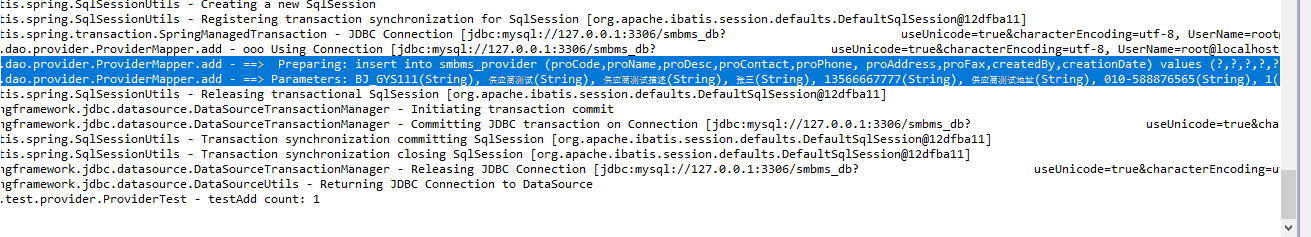 tis.spring.SqlSessionUtils - Creating a new SqlSession
tis.spring.SqlSessionUtils - Registering transaction synchronization for SqlSession [org.apache.ibatis.session.defaults.DefaultSqlSession@12dfba11]
tis.spring.transaction.SpringManagedTransaction - JDBC Connection [jdbc:mysql://127.0.0.1:3306/smbms_db? useUnicode=true&characterEncoding=utf-8, UserName=root
.dao.provider.ProviderMapper.add - ooo Using Connection [jdbc:mysql://127.0.0.1:3306/smbms_db? useUnicode=true&characterEncoding=utf-8, UserName=root@localhost
.dao.provider.ProviderMapper.add - ==>  Preparing: insert into smbms_provider (proCode,proName,proDesc,proContact,proPhone, proAddress,proFax,createdBy,creationDate) values (?,?,?,?,?
.dao.provider.ProviderMapper.add - ==> Parameters: BJ_GYS111(String), 供应商测试(String), 供应商测试描述(String), 张三(String), 13566667777(String), 供应商测试地址(String), 010-588876565(String), 1(
tis.spring.SqlSessionUtils - Releasing transactional SqlSession [org.apache.ibatis.session.defaults.DefaultSqlSession@12dfba11]
ngframework.jdbc.datasource.DataSourceTransactionManager - Initiating transaction commit
ngframework.jdbc.datasource.DataSourceTransactionManager - Committing JDBC transaction on Connection [jdbc:mysql://127.0.0.1:3306/smbms_db? useUnicode=true&cha
tis.spring.SqlSessionUtils - Transaction synchronization committing SqlSession [org.apache.ibatis.session.defaults.DefaultSqlSession@12dfba11]
tis.spring.SqlSessionUtils - Transaction synchronization closing SqlSession [org.apache.ibatis.session.defaults.DefaultSqlSession@12dfba11]
ngframework.jdbc.datasource.DataSourceTransactionManager - Releasing JDBC Connection [jdbc:mysql://127.0.0.1:3306/smbms_db? useUnicode=true&characterEncoding=u
ngframework.jdbc.datasource.DataSourceUtils - Returning JDBC Connection to DataSource
.test.provider.ProviderTest - testAdd count: 1